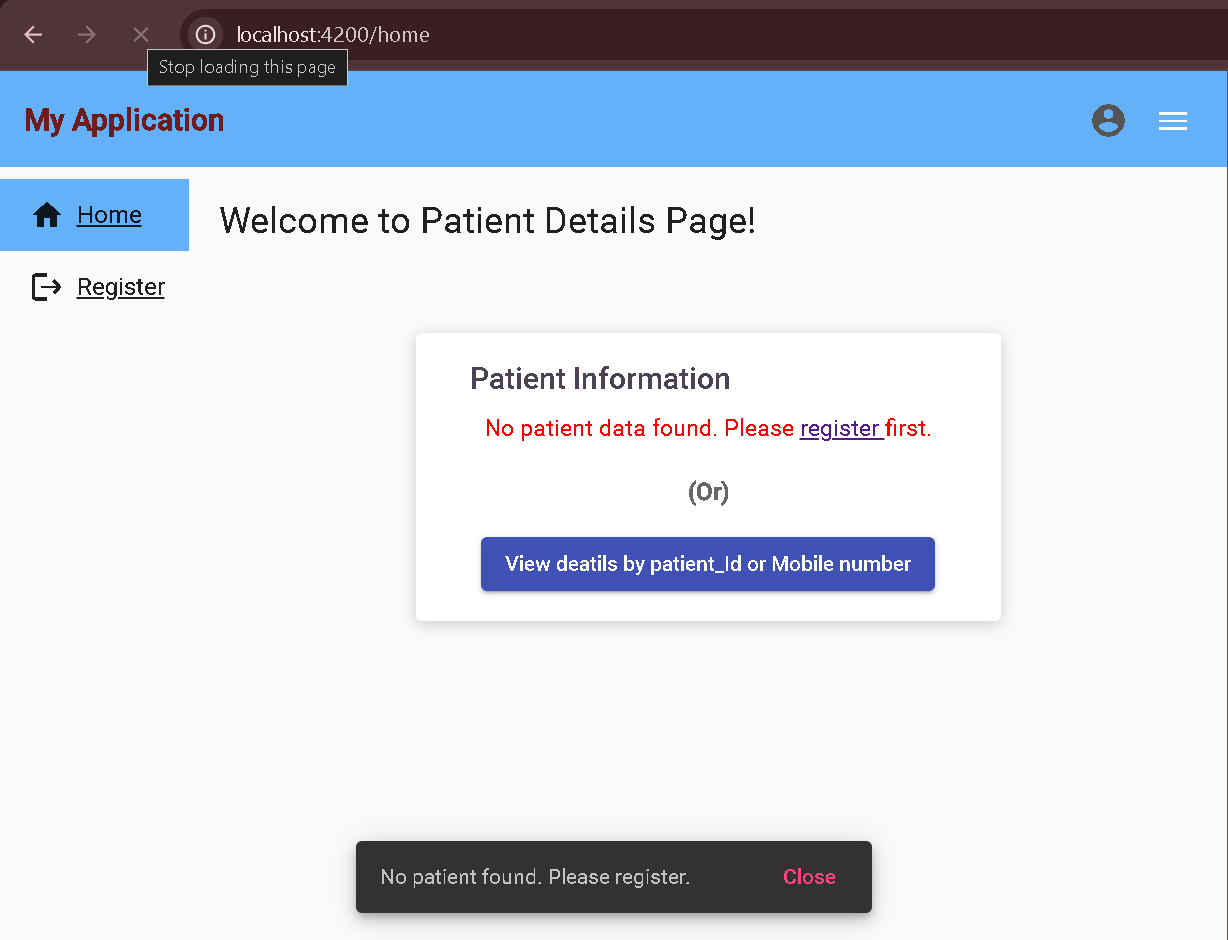 localhost:4200/home
Stop loading this page
My Application
Home
Welcome to Patient Details Page!
Register
Patient Information
No patient data found. Please register first.
(Or)
View deatils by patient_Id or Mobile number
No patient found. Please register.
Close